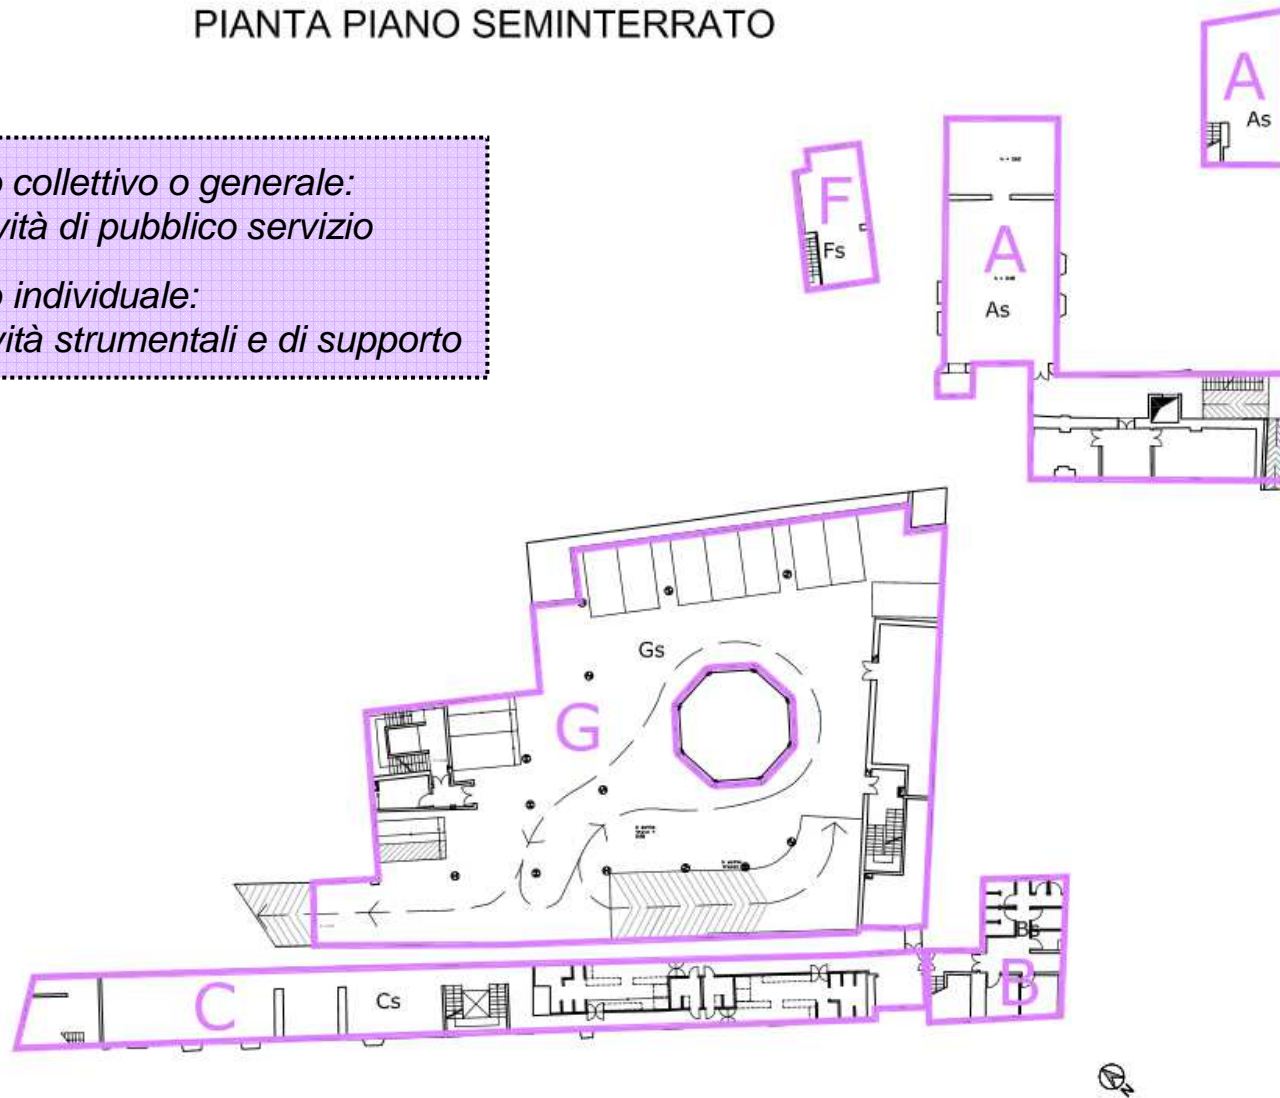 PIANTA PIANO SEMINTERRATO
o collettivo o generale:
vità di pubblico servizio
o individuale:
vità strumentali e di supporto
A
As
F
Fs
A
As
Gs
G
Bs
B
C
Cs
N